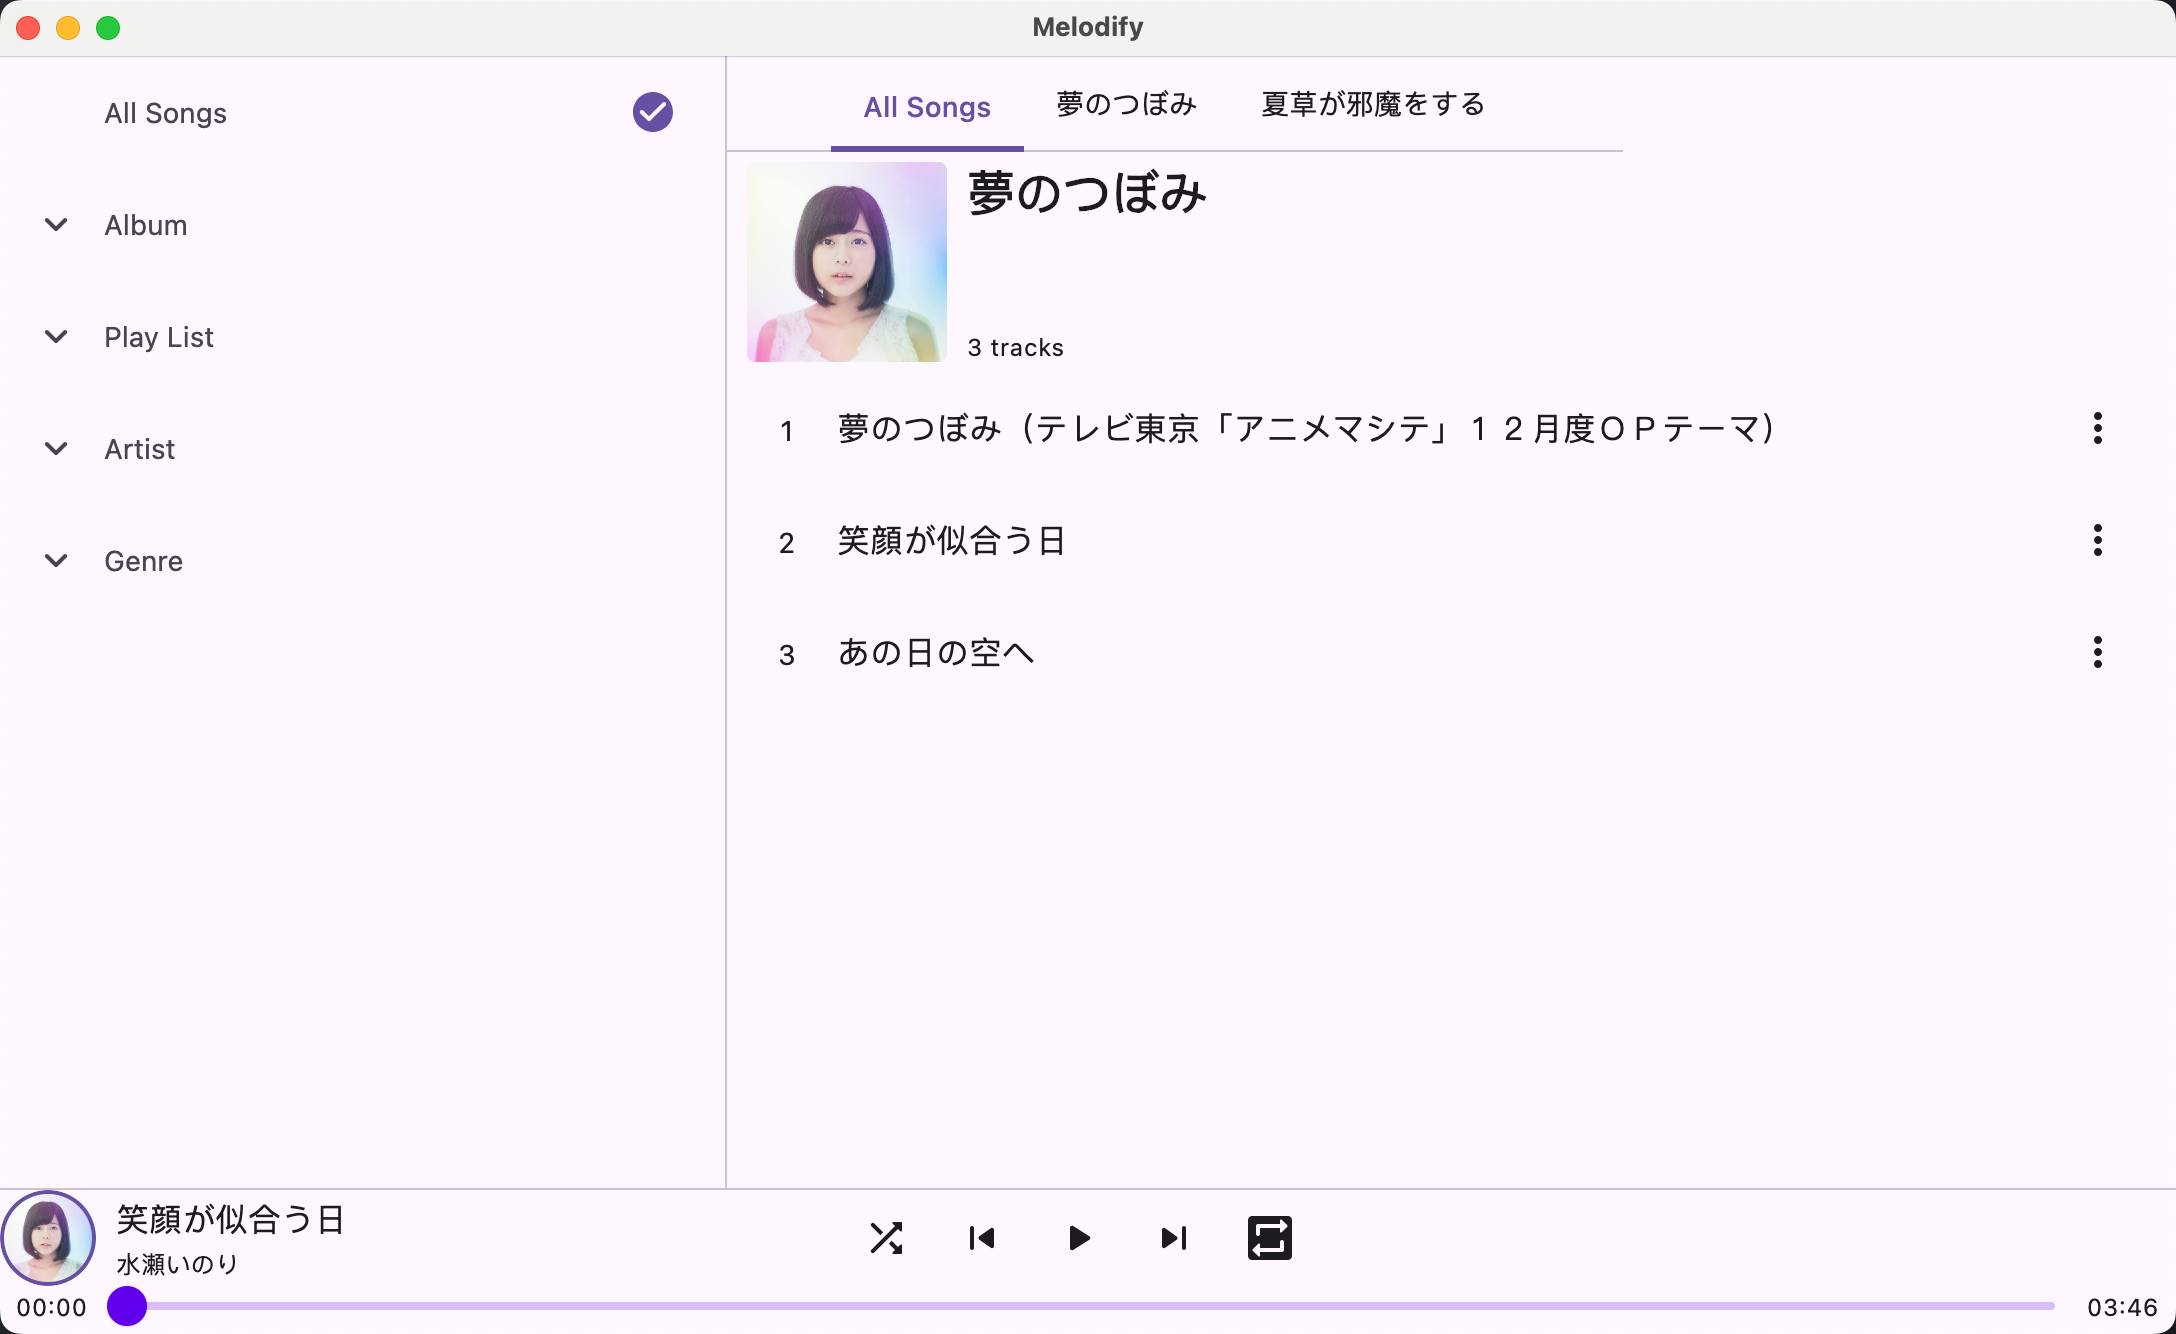 Melodify
All Songs
Album
Play List
Artist
Genre
All Songs 夢のつぼみ 夏草が邪魔をする
夢のつぼみ
3 tracks
1 夢のつぼみ（テレビ東京「アニメマシテ」１２月度ＯＰテーマ）
2 笑顔が似合う日
3 あの日の空へ
笑顔が似合う日
水瀬いのり
00:00 03:46